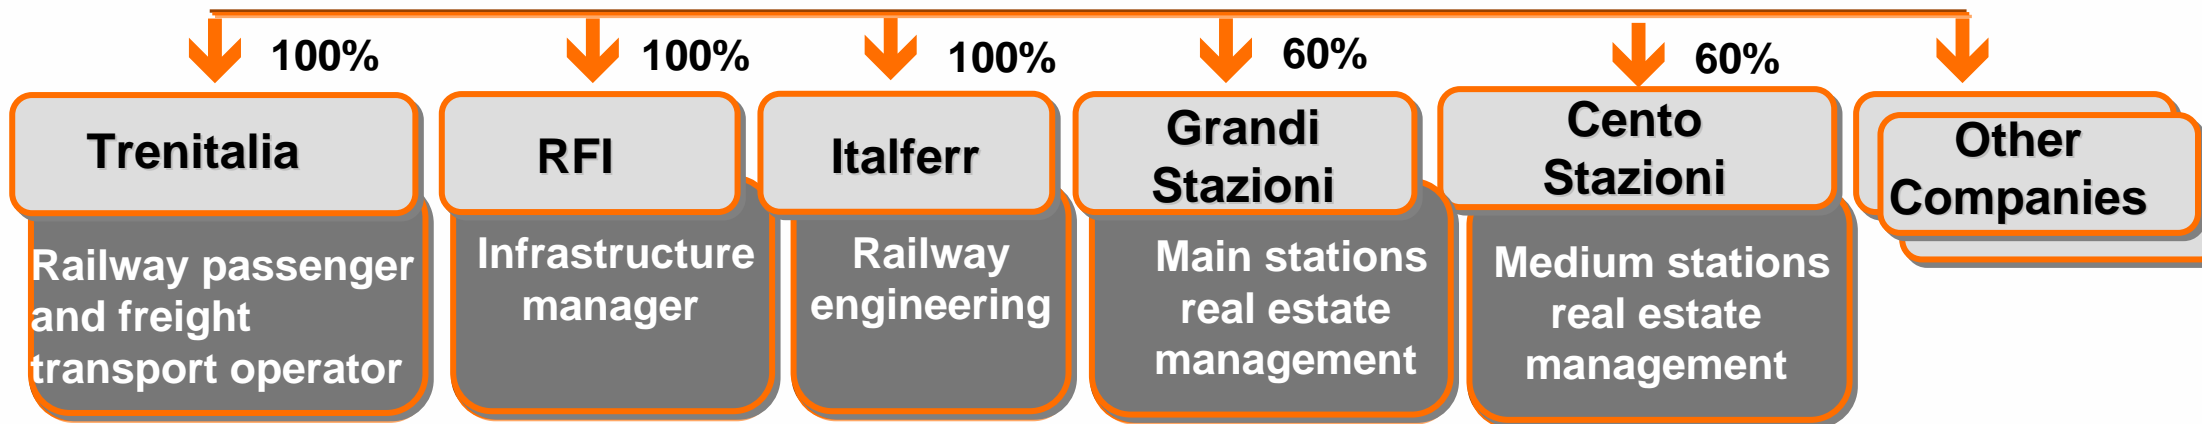 100%
100%
100%
60%
60%
Trenitalia
Railway passenger
and freight
transport operator
RFI
Infrastructure
manager
Italferr
Railway
engineering
Grandi
Stazioni
Main stations
real estate
management
Cento
Stazioni
Medium stations
real estate
management
Other
Companies